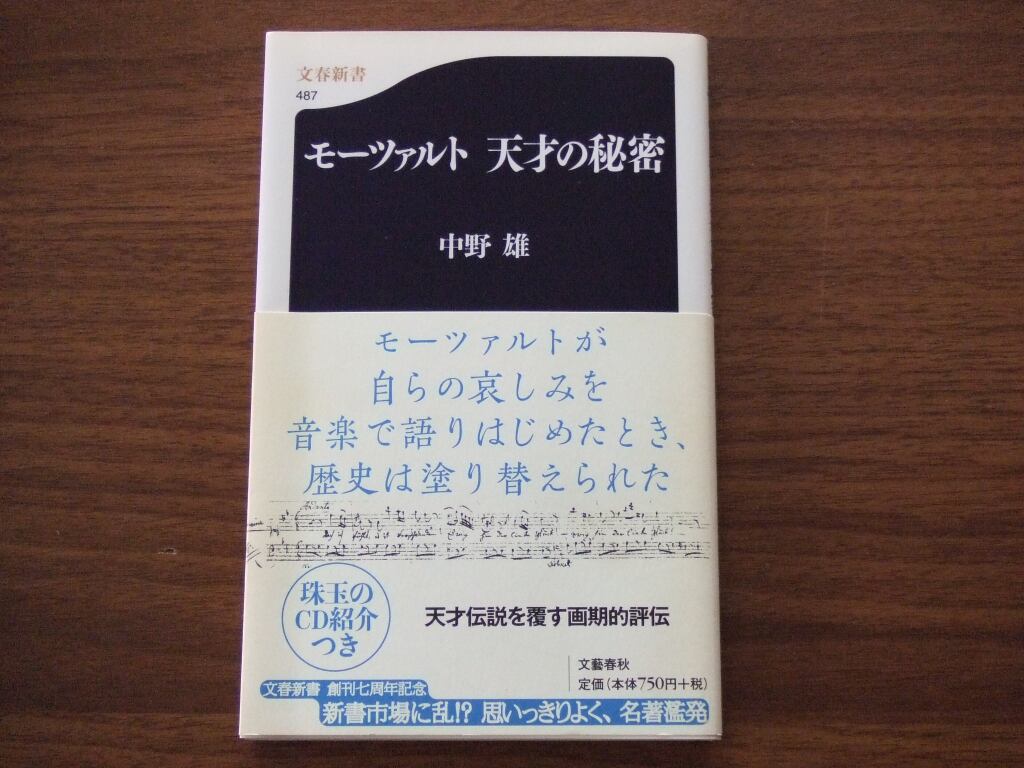 文春新書
487
モーツァルト 天才の秘密
中野 雄
モーツァルトが
自らの哀しみを
音楽で語りはじめたとき、
歴史は塗り替えられた
珠玉の
CD紹介
つき
天才伝説を覆す画期的評伝
文藝春秋
定価(本体750円+税)
文春新書 創刊七周年記念
新書市場に乱!? 思いっきりよく、名著濫発